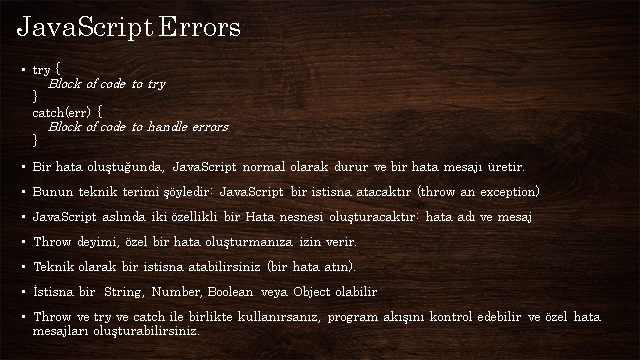 JavaScript Errors
• try {
Block of code to try
}
catch(err) {
Block of code to handle errors
}
• Bir hata oluştuğunda, JavaScript normal olarak durur ve bir hata mesajı üretir.
• Bunun teknik terimi şöyledir: JavaScript bir istisna atacaktır (throw an exception)
• JavaScript aslında iki özellikli bir Hata nesnesi oluşturacaktır: hata adı ve mesaj
• Throw deyimi, özel bir hata oluşturmanıza izin verir.
• Teknik olarak bir istisna atabilirsiniz (bir hata atın).
• İstisna bir String, Number, Boolean veya Object olabilir
• Throw ve try ve catch ile birlikte kullanırsanız, program akışını kontrol edebilir ve özel hata
mesajları oluşturabilirsiniz.